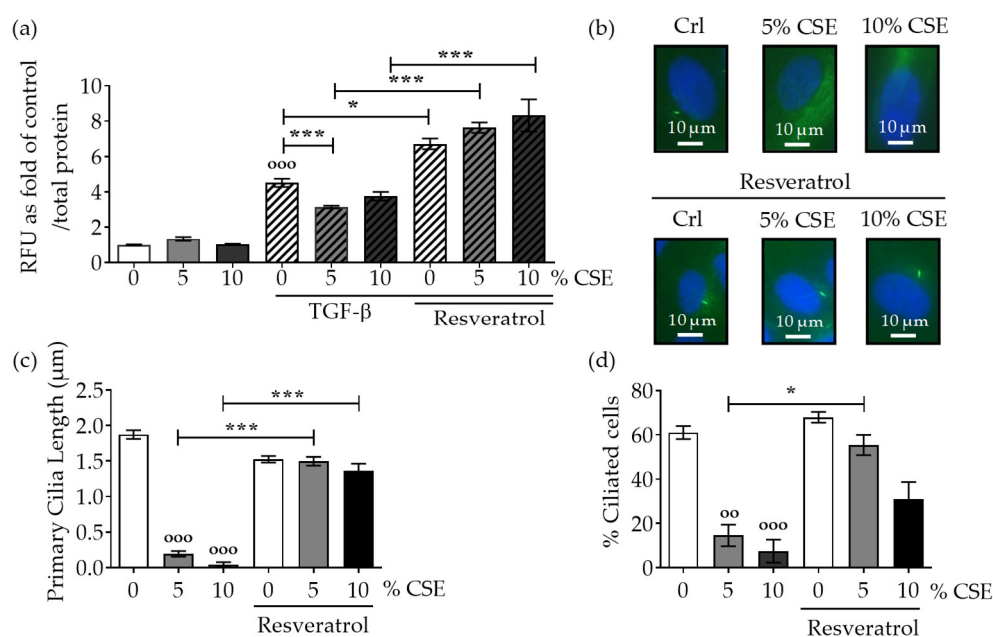 (a)
RFU as fold of control
/total protein
10
8
6
4
2
0
ooo
***
*
***
***
0 5 10 0 5 10 0 5 10 % CSE
TGF-β
Resveratrol
(b)
Crl 5% CSE 10% CSE
10 µm 10 µm 10 µm
Resveratrol
Crl 5% CSE 10% CSE
10 µm 10 µm 10 µm
(c)
Primary Cilia Length (µm)
2.5
2.0
1.5
1.0
0.5
0.0
ooo ooo
***
***
0 5 10 0 5 10 % CSE
Resveratrol
(d)
% Ciliated cells
80
60
40
20
0
oo ooo
*
0 5 10 0 5 10 % CSE
Resveratrol